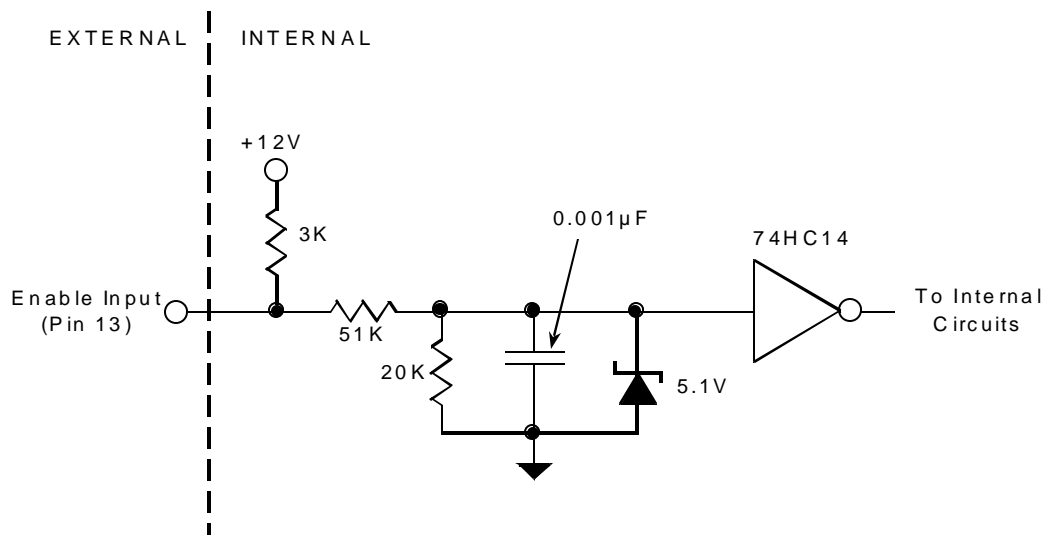 EXTERNAL
INTERNAL
+12V
3K
0.001µF
74HC14
Enable Input
(Pin 13)
51K
20K
5.1V
To Internal
Circuits